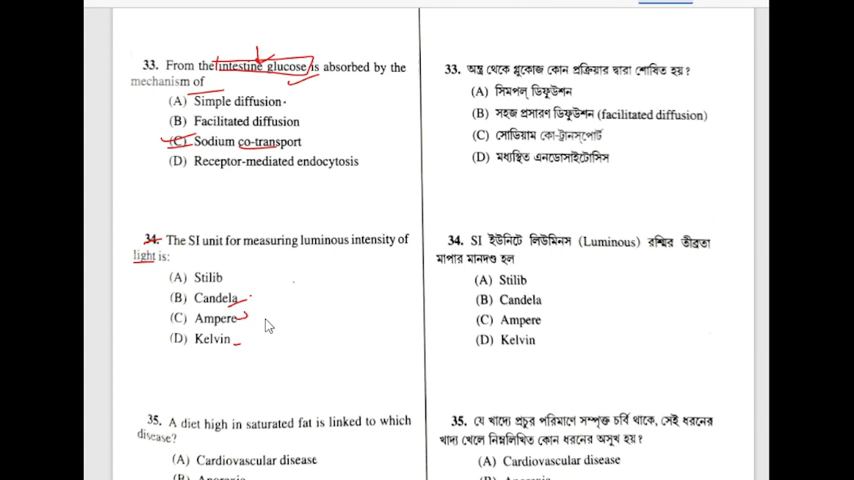 33. From the intestine glucose is absorbed by the
mechanism of
(A) Simple diffusion
(B) Facilitated diffusion
(C) Sodium co-transport
(D) Receptor-mediated endocytosis
34. The SI unit for measuring luminous intensity of
light is:
(A) Stilib
(B) Candela
(C) Ampere
(D) Kelvin
35. A diet high in saturated fat is linked to which
disease?
(A) Cardiovascular disease
33. অন্ত্র থেকে গ্লুকোজ কোন প্রক্রিয়ার দ্বারা শোষিত হয়?
(A) সিমপল্ ডিফূউশন
(B) সহজ প্রসারণ ডিফূউশন (facilitated diffusion)
(C) সোডিয়াম কো-ট্রান্সপোর্ট
(D) মধ্যস্থিত এনডোসাইটোসিস
34. SI ইউনিটে লিউমিনস (Luminous) রশ্মির তীব্রতা
মাপার মানদণ্ড হল
(A) Stilib
(B) Candela
(C) Ampere
(D) Kelvin
35. যে খাদ্যে প্রচুর পরিমাণে সম্পৃক্ত চর্বি থাকে, সেই ধরনের
খাদ্য খেলে নিম্নলিখিত কোন ধরনের অসুখ হয়?
(A) Cardiovascular disease